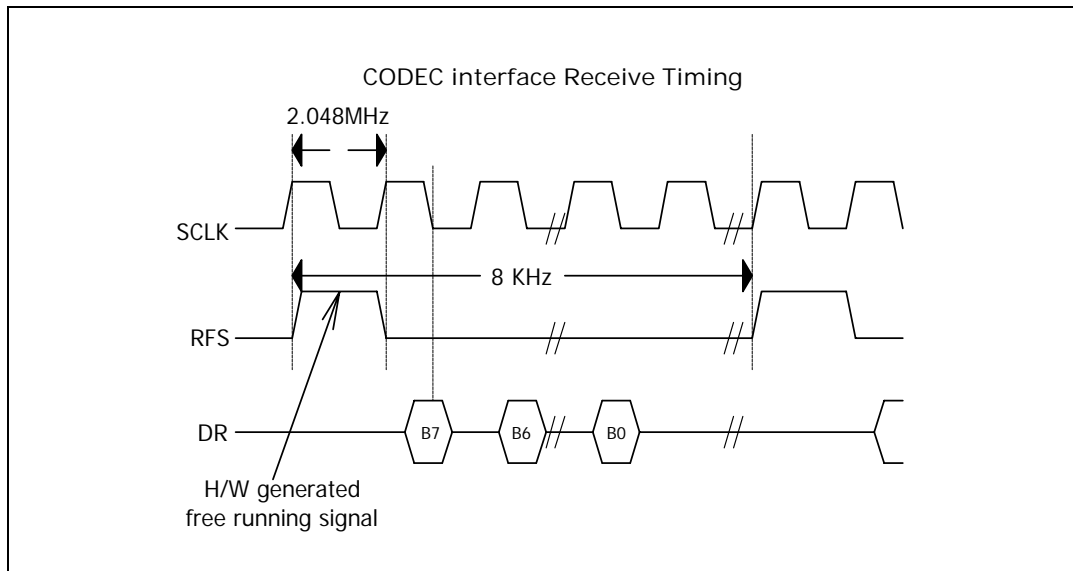 CODEC interface Receive Timing
2.048MHz
SCLK
8 KHz
RFS
DR
B7
B6
B0
H/W generated
free running signal